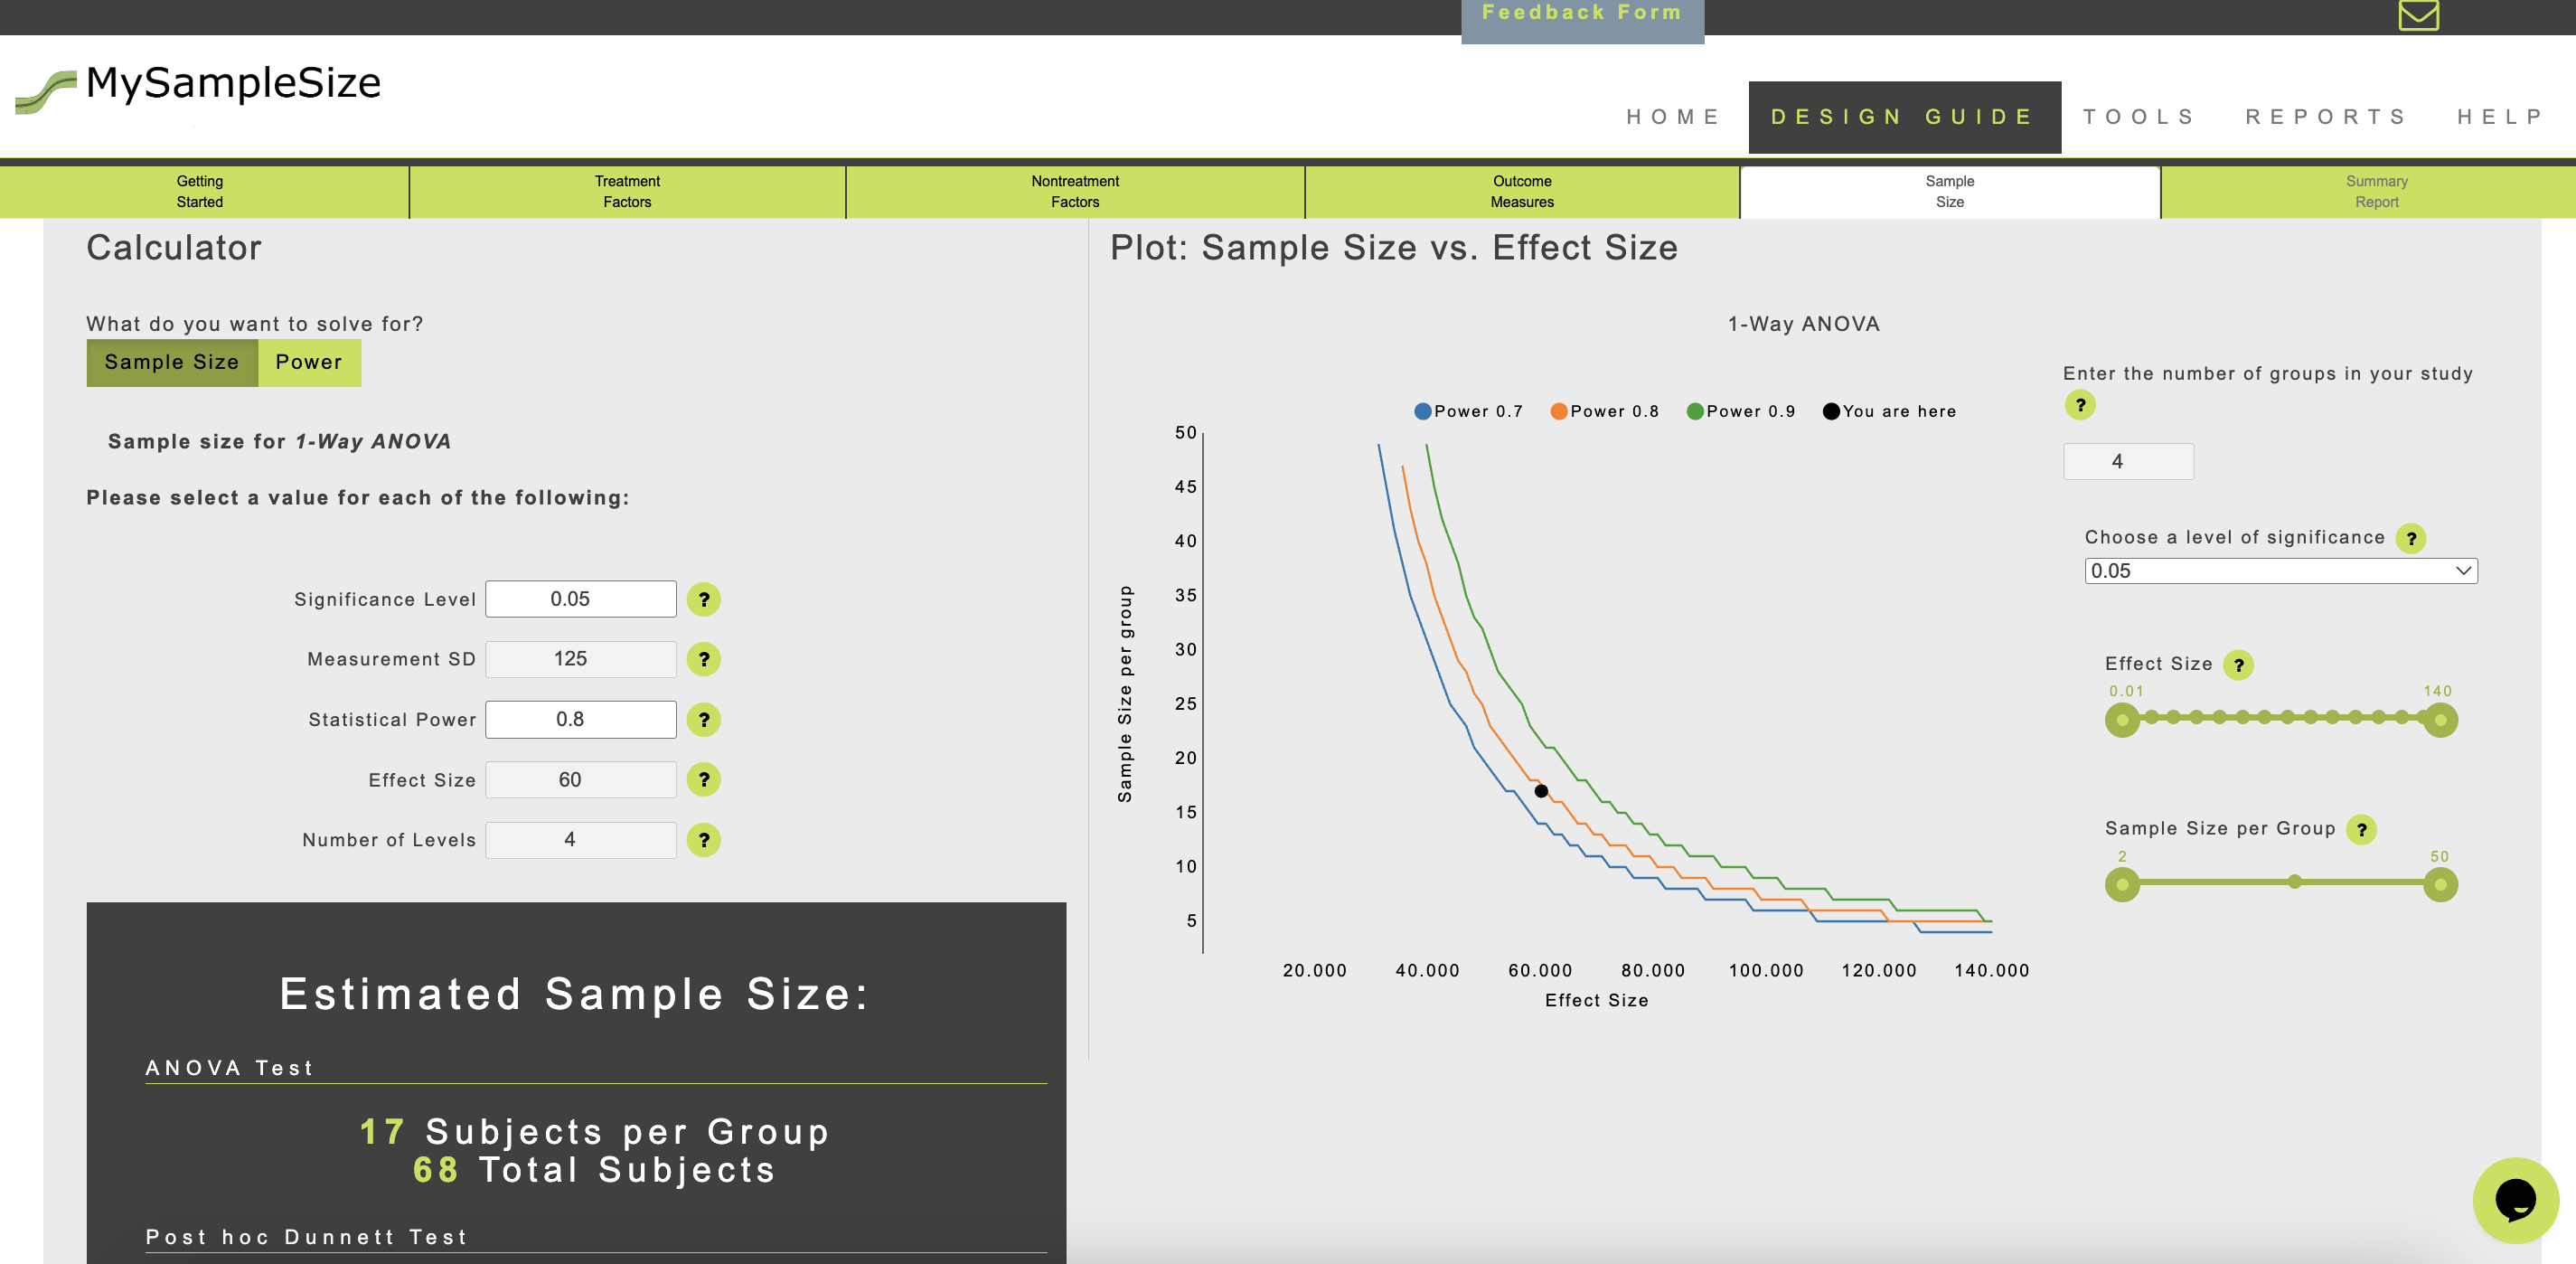 Feedback Form
MySampleSize
HOME
DESIGN GUIDE
TOOLS
REPORTS
HELP
Getting
Started
Treatment
Factors
Nontreatment
Factors
Outcome
Measures
Sample
Size
Summary
Report
Calculator
What do you want to solve for?
Sample Size
Power
Sample size for 1-Way ANOVA
Please select a value for each of the following:
Significance Level 0.05 ?
Measurement SD 125 ?
Statistical Power 0.8 ?
Effect Size 60 ?
Number of Levels 4 ?
Estimated Sample Size:
ANOVA Test
17 Subjects per Group
68 Total Subjects
Post hoc Dunnett Test
Plot: Sample Size vs. Effect Size
1-Way ANOVA
Power 0.7 Power 0.8 Power 0.9 You are here
50
45
40
35
30
25
20
15
10
5
Sample Size per group
20.000 40.000 60.000 80.000 100.000 120.000 140.000
Effect Size
Enter the number of groups in your study
?
4
Choose a level of significance ?
0.05
Effect Size ?
0.01 140
Sample Size per Group ?
2 50